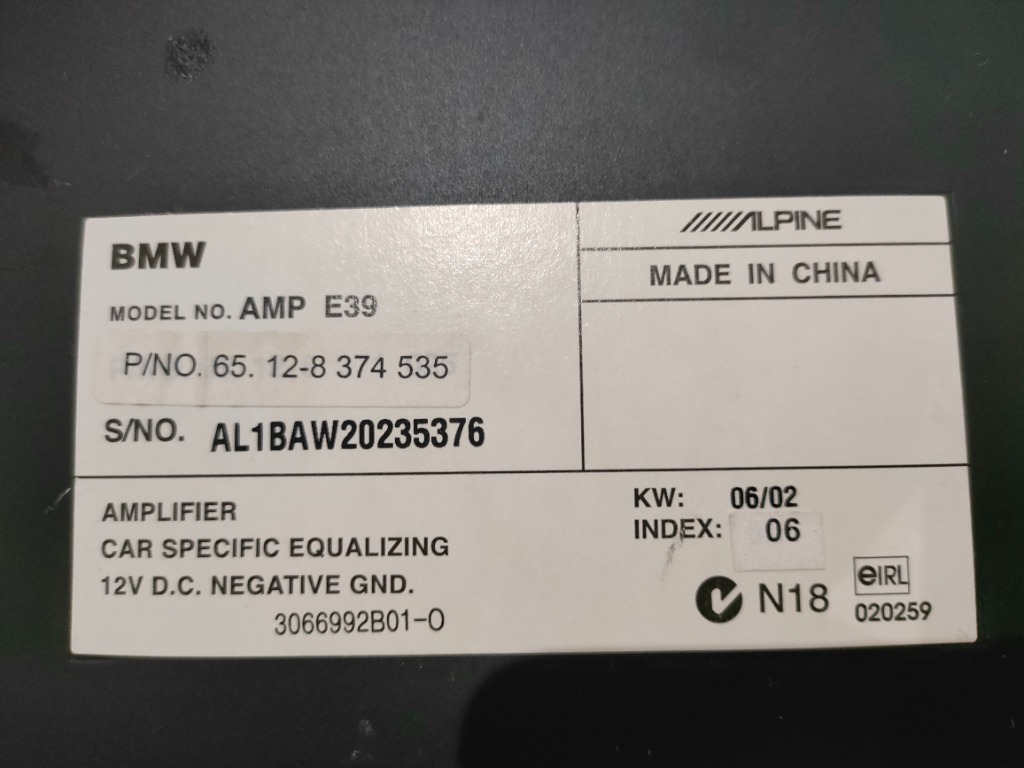 BMW
MODEL NO. AMP E39
P/NO. 65. 12-8 374 535
S/NO. AL1BAW20235376
ALPINE
MADE IN CHINA
AMPLIFIER
CAR SPECIFIC EQUALIZING
12V D.C. NEGATIVE GND.
3066992B01-O
KW: 06/02
INDEX: 06
N18
eIRL
020259